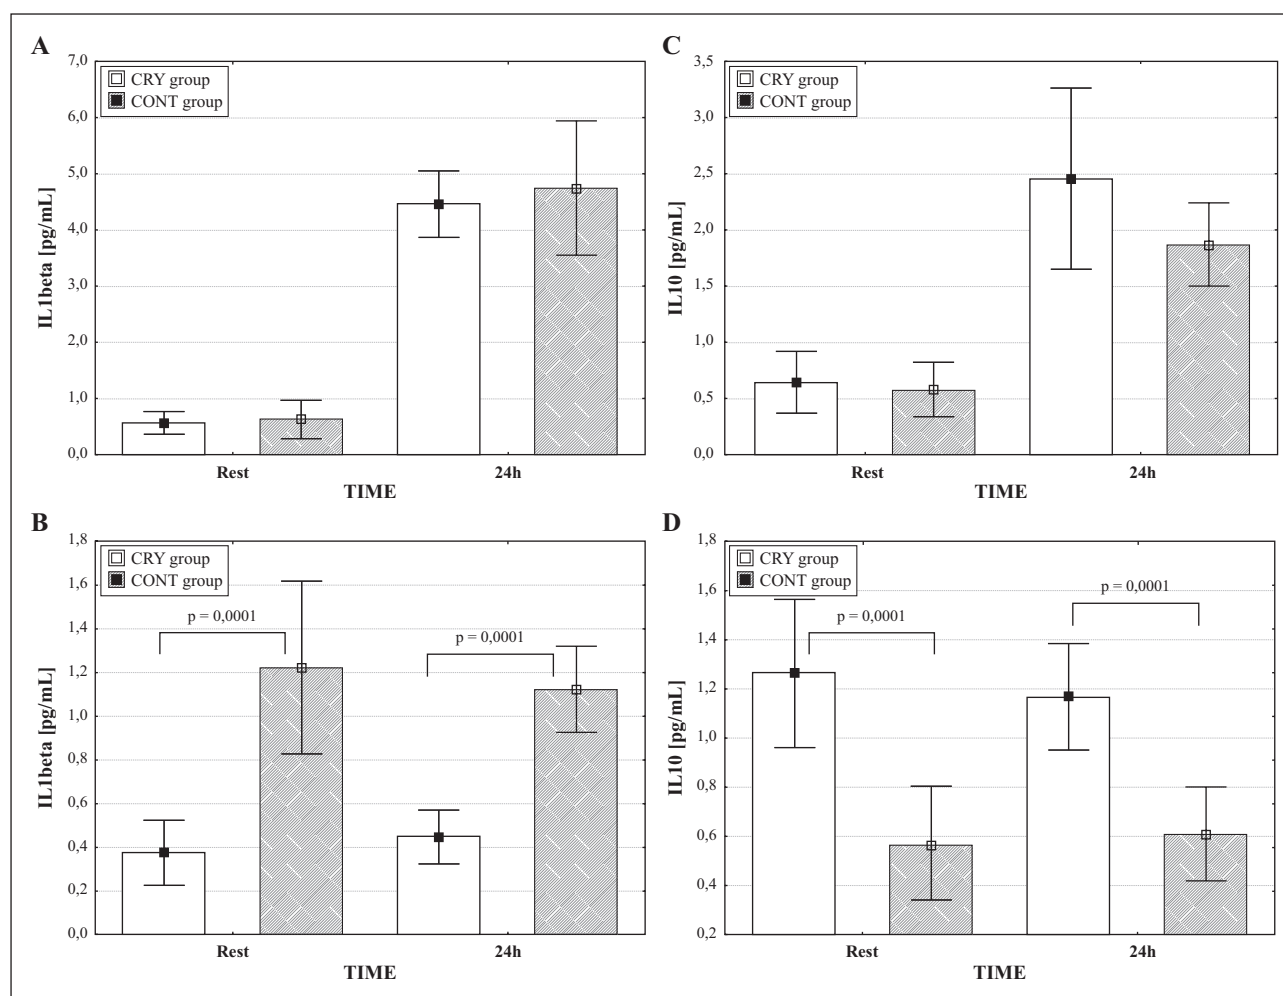 A
7,0
CRY group
CONT group
6,0
5,0
4,0
3,0
2,0
1,0
0,0
IL1beta [pg/mL]
Rest
24h
TIME
C
3,5
CRY group
CONT group
3,0
2,5
2,0
1,5
1,0
0,5
0,0
IL10 [pg/mL]
Rest
24h
TIME
B
1,8
CRY group
CONT group
1,6
1,4
1,2
1,0
0,8
0,6
0,4
0,2
0,0
IL1beta [pg/mL]
p = 0,0001
p = 0,0001
Rest
24h
TIME
D
1,8
CRY group
CONT group
1,6
1,4
1,2
1,0
0,8
0,6
0,4
0,2
IL10 [pg/mL]
p = 0,0001
p = 0,0001
Rest
24h
TIME